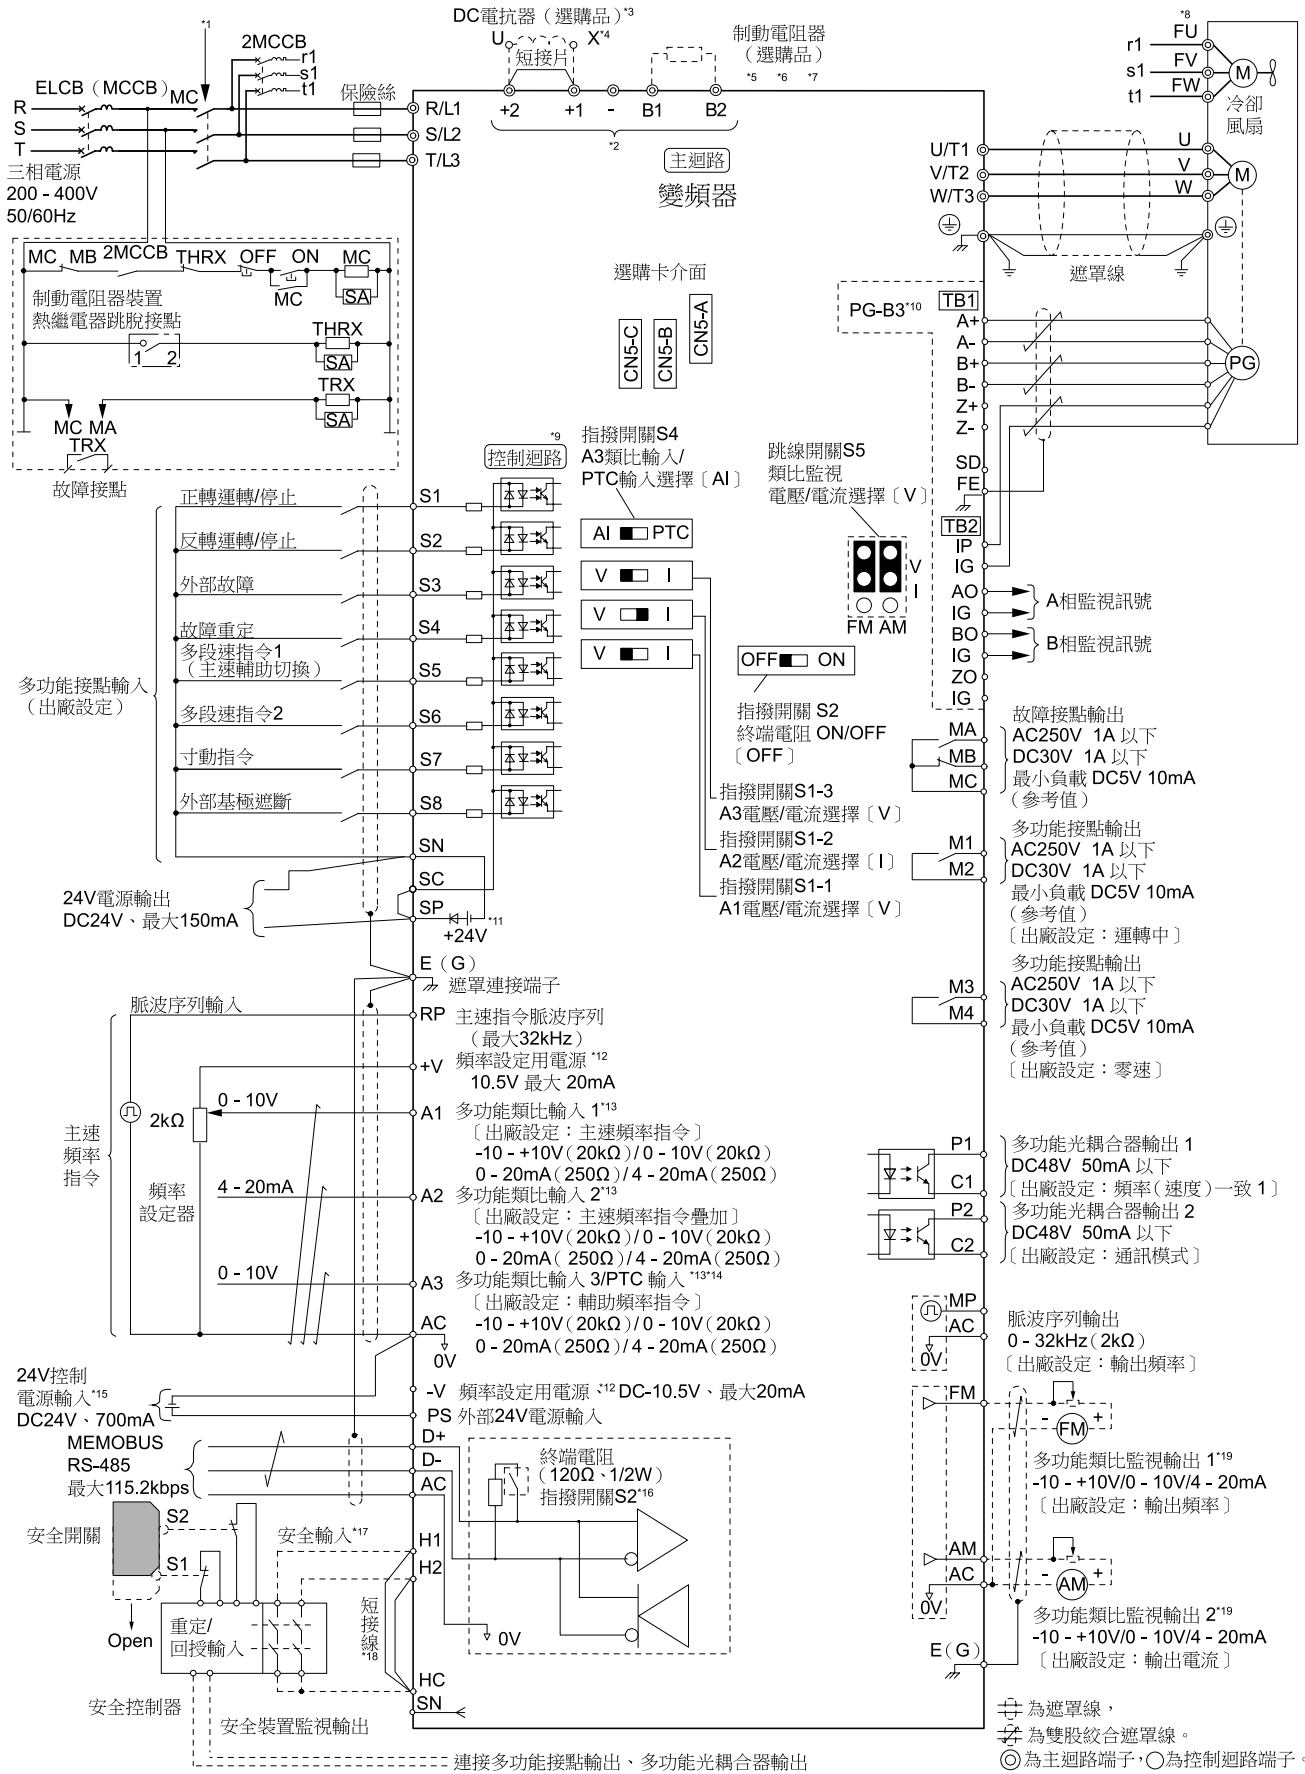 DC電抗器（選購品）*3
U X*4
短接片
制動電阻器
（選購品）
*5 *6 *7
+2 +1 - B1 B2
*2
主迴路
變頻器
*1
2MCCB
r1
s1
t1
ELCB（MCCB）MC
保險絲
R
S
T
R/L1
S/L2
T/L3
三相電源
200 - 400V
50/60Hz
*8
r1 FU
s1 FV
t1 FW
M
冷卻
風扇
U/T1 U
V/T2 V
W/T3 W
M
遮罩線
MC MB 2MCCB THRX OFF ON MC
MC
SA
制動電阻器裝置
熱繼電器跳脫接點
1 2
THRX
SA
TRX
SA
MC MA
TRX
故障接點
選購卡介面
CN5-C
CN5-B
CN5-A
PG-B3*10
TB1
A+
A-
B+
B-
Z+
Z-
SD
FE
PG
TB2
IP
IG
AO
IG
BO
IG
ZO
IG
A相監視訊號
B相監視訊號
*9
控制迴路
指撥開關S4
A3類比輸入/
PTC輸入選擇〔AI〕
AI PTC
V I
V I
V I
跳線開關S5
類比監視
電壓/電流選擇〔V〕
V
I
FM AM
OFF ON
指撥開關 S2
終端電阻 ON/OFF
〔OFF〕
指撥開關S1-3
A3電壓/電流選擇〔V〕
指撥開關S1-2
A2電壓/電流選擇〔I〕
指撥開關S1-1
A1電壓/電流選擇〔V〕
多功能接點輸入
（出廠設定）
正轉運轉/停止 S1
反轉運轉/停止 S2
外部故障 S3
故障重定 S4
多段速指令1
（主速輔助切換） S5
多段速指令2 S6
寸動指令 S7
外部基極遮斷 S8
SN
SC
SP
24V電源輸出
DC24V、最大150mA
+24V *11
E（G）
遮罩連接端子
MA
MB
MC
故障接點輸出
AC250V 1A 以下
DC30V 1A 以下
最小負載 DC5V 10mA
（參考值）
M1
M2
多功能接點輸出
AC250V 1A 以下
DC30V 1A 以下
最小負載 DC5V 10mA
（參考值）
〔出廠設定：運轉中〕
M3
M4
多功能接點輸出
AC250V 1A 以下
DC30V 1A 以下
最小負載 DC5V 10mA
（參考值）
〔出廠設定：零速〕
主速
頻率
指令
脈波序列輸入
RP 主速指令脈波序列
（最大32kHz）
+V 頻率設定用電源 *12
10.5V 最大 20mA
2kΩ
頻率
設定器
0 - 10V
A1 多功能類比輸入 1*13
〔出廠設定：主速頻率指令〕
-10 - +10V（20kΩ）/ 0 - 10V（20kΩ）
0 - 20mA（250Ω）/ 4 - 20mA（250Ω）
4 - 20mA
A2 多功能類比輸入 2*13
〔出廠設定：主速頻率指令疊加〕
-10 - +10V（20kΩ）/ 0 - 10V（20kΩ）
0 - 20mA（250Ω）/ 4 - 20mA（250Ω）
0 - 10V
A3 多功能類比輸入 3/PTC 輸入 *13*14
〔出廠設定：輔助頻率指令〕
-10 - +10V（20kΩ）/ 0 - 10V（20kΩ）
0 - 20mA（250Ω）/ 4 - 20mA（250Ω）
AC
0V
-V 頻率設定用電源、*12 DC-10.5V、最大20mA
PS 外部24V電源輸入
24V控制
電源輸入*15
DC24V、700mA
MEMOBUS
RS-485
最大115.2kbps
D+
D-
AC
終端電阻
（120Ω、1/2W）
指撥開關S2*16
0V
P1
C1
多功能光耦合器輸出 1
DC48V 50mA 以下
〔出廠設定：頻率（速度）一致 1〕
P2
C2
多功能光耦合器輸出 2
DC48V 50mA 以下
〔出廠設定：通訊模式〕
MP
AC
0V
脈波序列輸出
0 - 32kHz（2kΩ）
〔出廠設定：輸出頻率〕
FM
- +
FM
多功能類比監視輸出 1*19
-10 - +10V/0 - 10V/4 - 20mA
〔出廠設定：輸出頻率〕
AM
AC
0V
- +
AM
多功能類比監視輸出 2*19
-10 - +10V/0 - 10V/4 - 20mA
〔出廠設定：輸出電流〕
E（G）
安全開關
S2
S1
Open
重定/
回授輸入
安全輸入*17
H1
H2
短接線*18
HC
SN
安全控制器
安全裝置監視輸出
連接多功能接點輸出、多功能光耦合器輸出
為遮罩線，
為雙股絞合遮罩線。
為主迴路端子，為控制迴路端子。